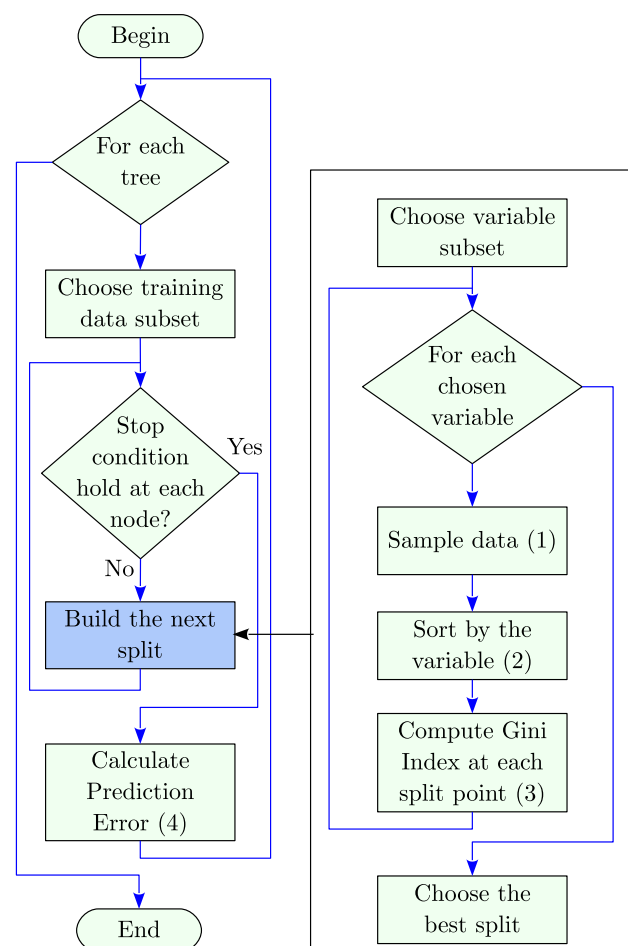 Begin
For each
tree
Choose training
data subset
Stop
condition
hold at each
node?
Yes
No
Build the next
split
Calculate
Prediction
Error (4)
End
Choose variable
subset
For each
chosen
variable
Sample data (1)
Sort by the
variable (2)
Compute Gini
Index at each
split point (3)
Choose the
best split